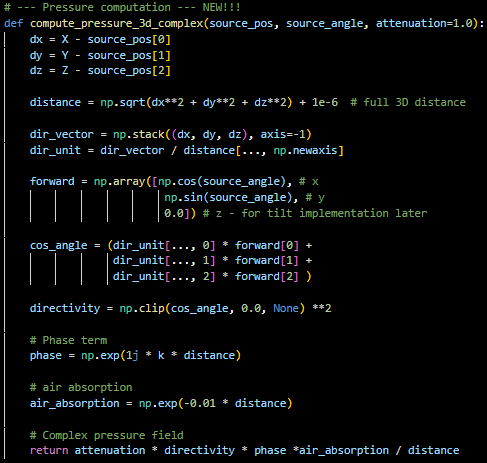 # --- Pressure computation --- NEW!!!
def compute_pressure_3d_complex(source_pos, source_angle, attenuation=1.0):
    dx = X - source_pos[0]
    dy = Y - source_pos[1]
    dz = Z - source_pos[2]

    distance = np.sqrt(dx**2 + dy**2 + dz**2) + 1e-6  # full 3D distance

    dir_vector = np.stack((dx, dy, dz), axis=-1)
    dir_unit = dir_vector / distance[..., np.newaxis]

    forward = np.array([np.cos(source_angle), # x
                        np.sin(source_angle), # y
                        0.0]) # z - for tilt implementation later

    cos_angle = (dir_unit[..., 0] * forward[0] +
                 dir_unit[..., 1] * forward[1] +
                 dir_unit[..., 2] * forward[2] )

    directivity = np.clip(cos_angle, 0.0, None) **2

    # Phase term
    phase = np.exp(1j * k * distance)

    # air absorption
    air_absorption = np.exp(-0.01 * distance)

    # Complex pressure field
    return attenuation * directivity * phase *air_absorption / distance